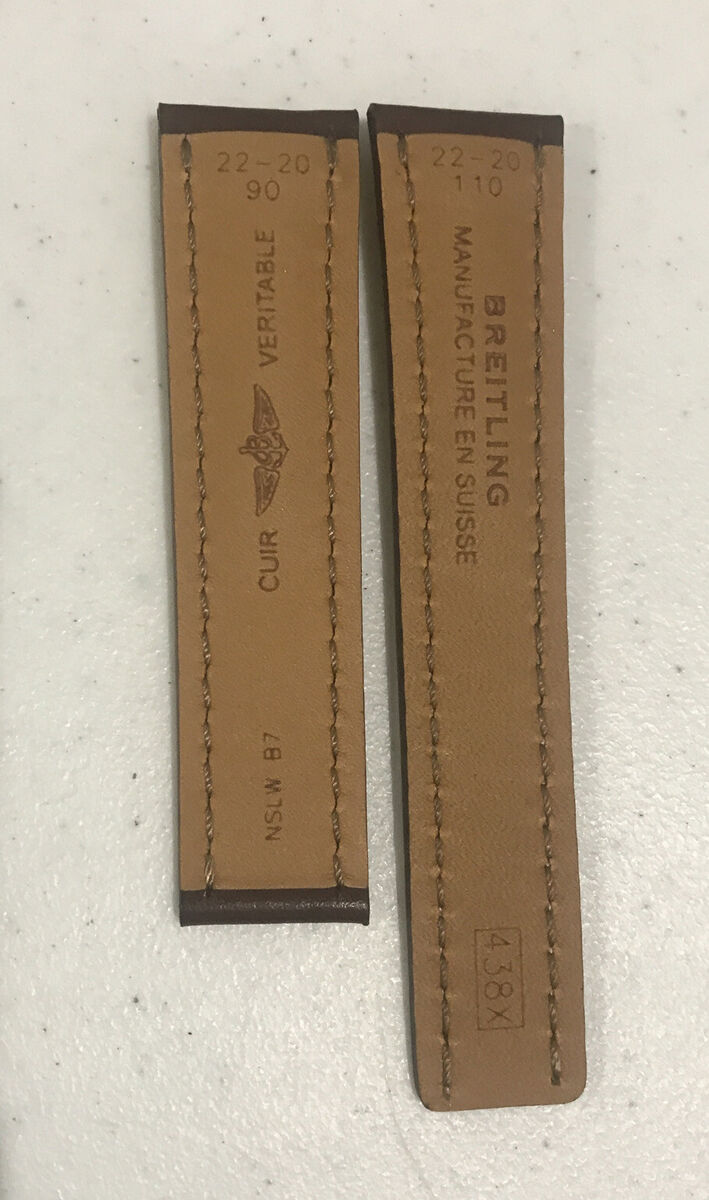 22-20
90
CUIR VERITABLE
NSLW B7
22-20
110
BREITLING
MANUFACTURE EN SUISSE
438X